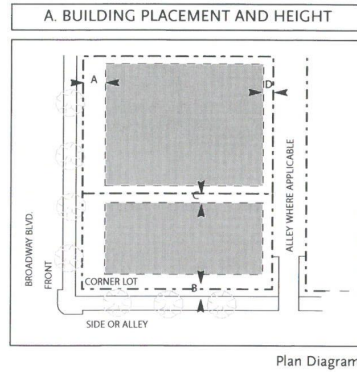 A. BUILDING PLACEMENT AND HEIGHT
A
D
C
ALLEY WHERE APPLICABLE
BROADWAY BLVD.
FRONT
CORNER LOT
B
SIDE OR ALLEY
Plan Diagram